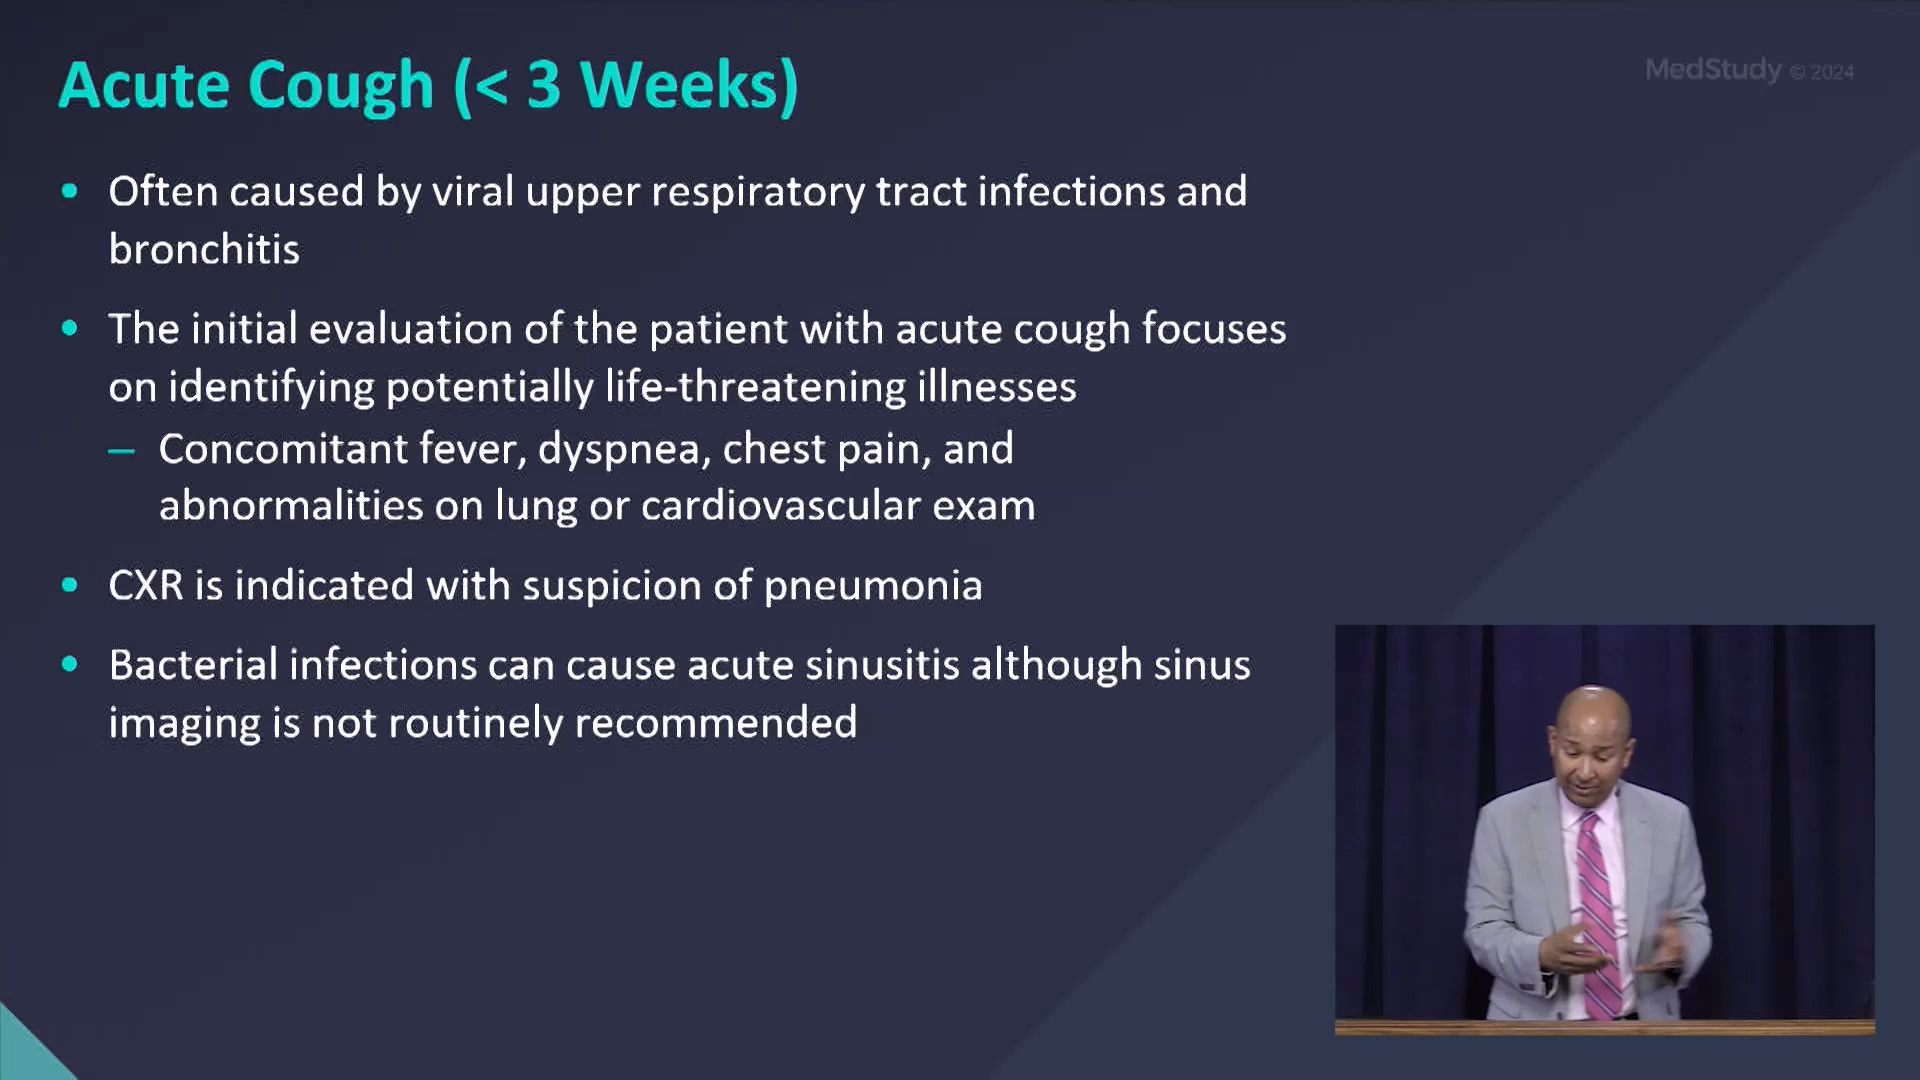 Acute Cough (< 3 Weeks)
MedStudy © 2024
• Often caused by viral upper respiratory tract infections and
bronchitis
• The initial evaluation of the patient with acute cough focuses
on identifying potentially life-threatening illnesses
– Concomitant fever, dyspnea, chest pain, and
abnormalities on lung or cardiovascular exam
• CXR is indicated with suspicion of pneumonia
• Bacterial infections can cause acute sinusitis although sinus
imaging is not routinely recommended